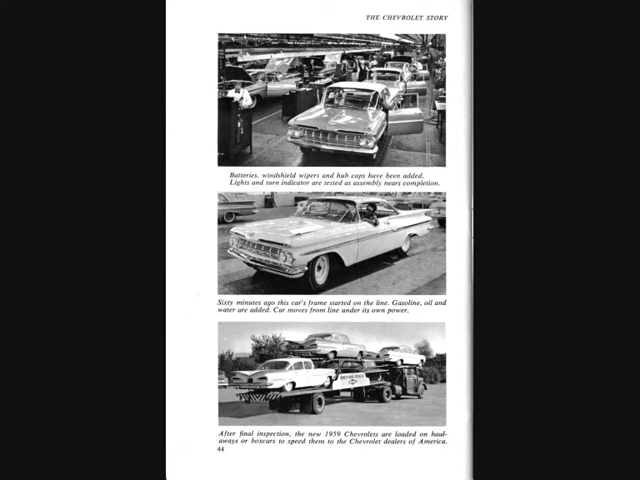 THE CHEVROLET STORY
Batteries, windshield wipers and hub caps have been added.
Lights and turn indicator are tested as assembly nears completion.
Sixty minutes ago this car's frame started on the line. Gasoline, oil and
water are added. Car moves from line under its own power.
After final inspection, the new 1959 Chevrolets are loaded on haul-
aways or boxcars to speed them to the Chevrolet dealers of America.
44